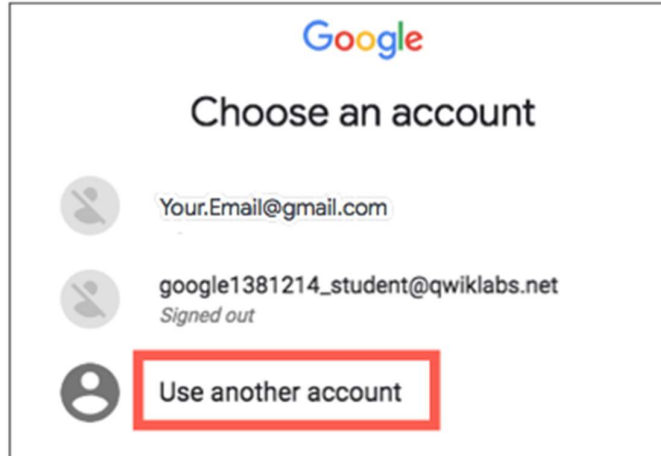 Google
Choose an account
Your.Email@gmail.com
google1381214_student@qwiklabs.net
Signed out
Use another account